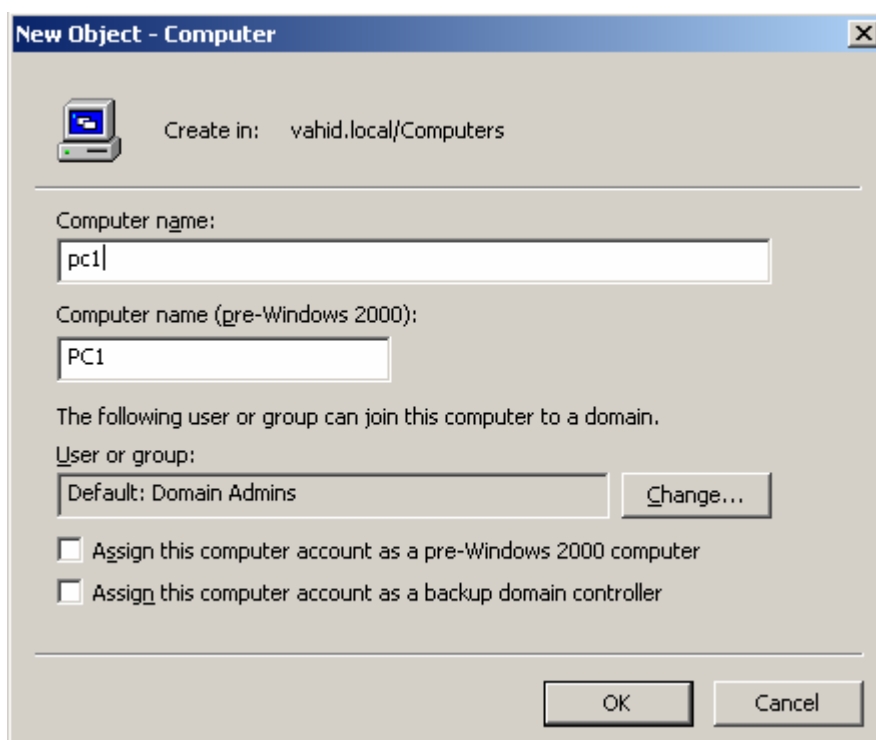 New Object - Computer
Create in: vahid.local/Computers
Computer name:
pc1
Computer name (pre-Windows 2000):
PC1
The following user or group can join this computer to a domain.
User or group:
Default: Domain Admins
Change...
Assign this computer account as a pre-Windows 2000 computer
Assign this computer account as a backup domain controller
OK Cancel